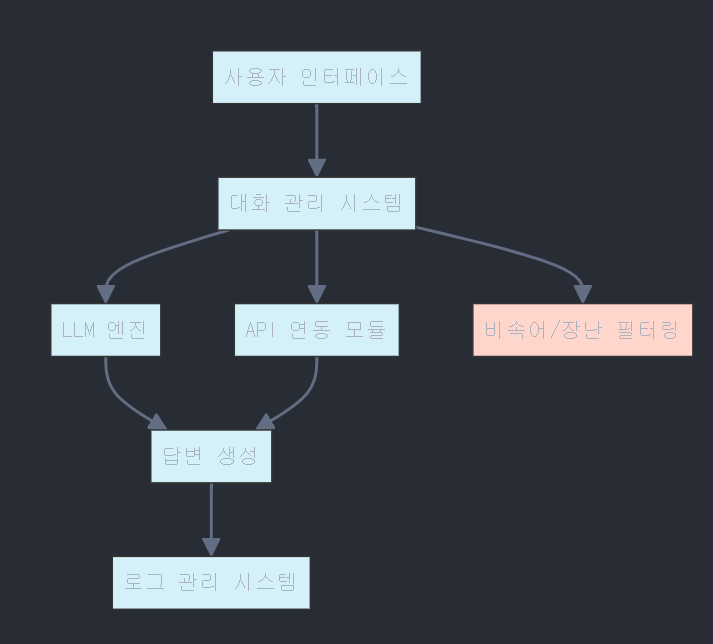 사용자 인터페이스
대화 관리 시스템
LLM 엔진
API 연동 모듈
비속어/장난 필터링
답변 생성
로그 관리 시스템